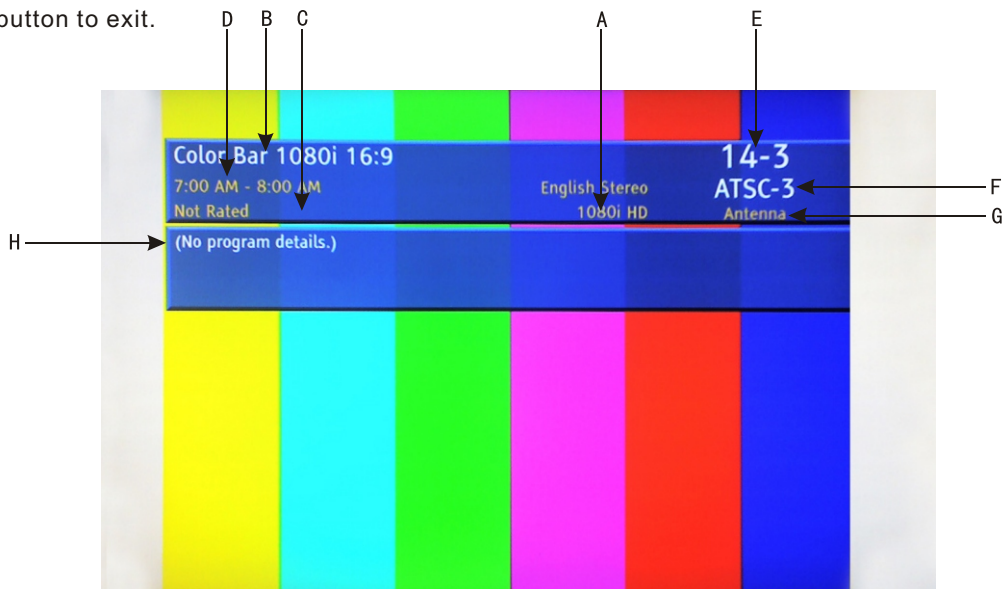 button to exit.
D B C A E
Color Bar 1080i 16:9 14-3
7:00 AM - 8:00 AM English Stereo ATSC-3 F
Not Rated 1080i HD Antenna G
H (No program details.)